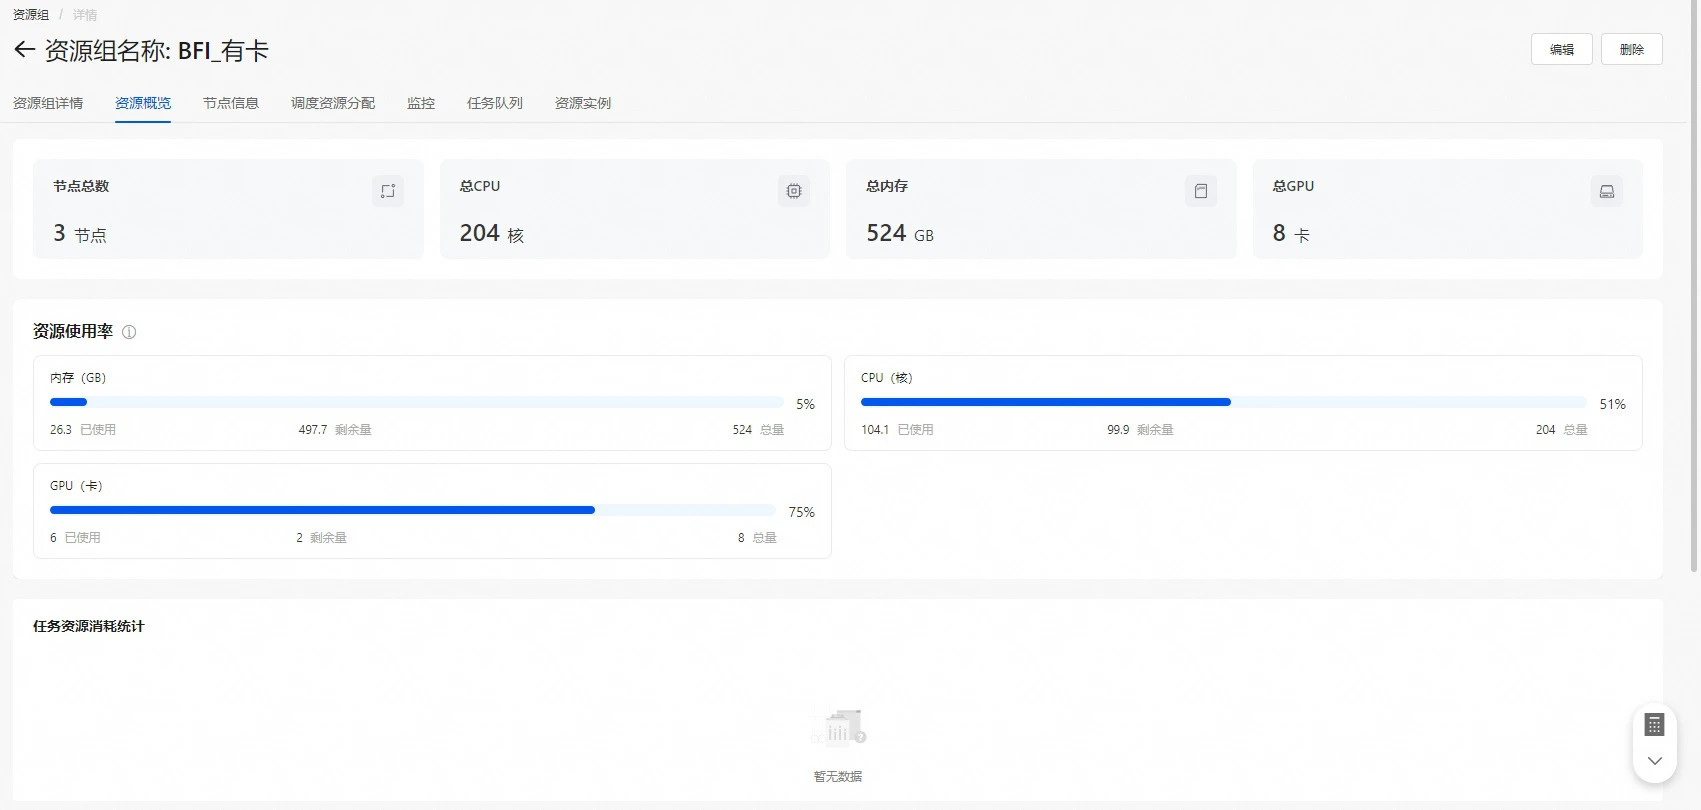 资源组 / 详情
资源组名称: BFI_有卡
编辑 删除
资源组详情 资源概览 节点信息 调度资源分配 监控 任务队列 资源实例
节点总数 总CPU 总内存 总GPU
3 节点 204 核 524 GB 8 卡
资源使用率
内存（GB） CPU（核）
5% 51%
26.3 已使用 497.7 剩余量 524 总量 104.1 已使用 99.9 剩余量 204 总量
GPU（卡）
75%
6 已使用 2 剩余量 8 总量
任务资源消耗统计
暂无数据